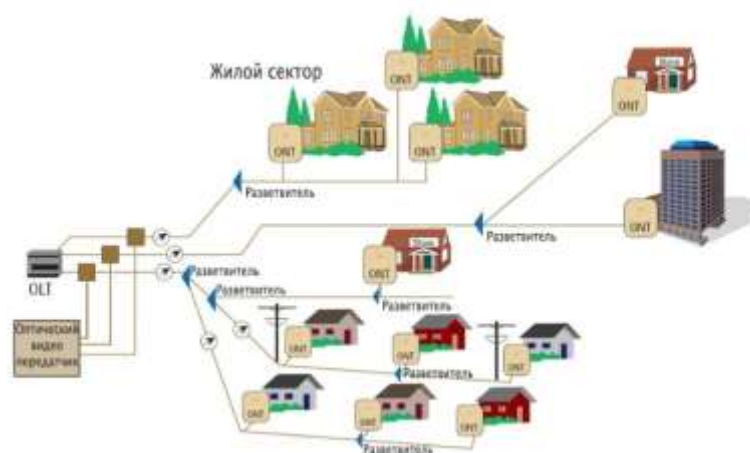 Жилой сектор
ONT
ONT
ONT
ONT
Разветвитель
ONT
Разветвитель
OLT
Разветвитель
Разветвитель
ONT
Разветвитель
Оптический
видео
передатчик
ONT
ONT
ONT
Разветвитель
ONT
ONT
ONT
Разветвитель